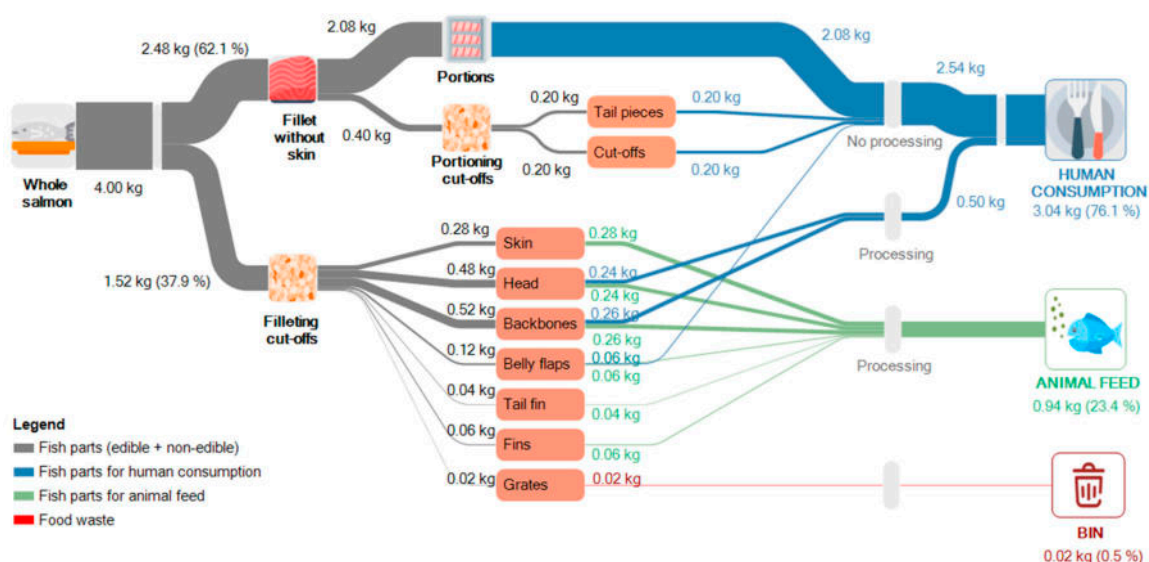 2.48 kg (62.1 %)
2.08 kg
2.08 kg
2.54 kg
Portions
Fillet
without
skin
0.40 kg
0.20 kg
Tail pieces
0.20 kg
Portioning
cut-offs
0.20 kg
Cut-offs
0.20 kg
No processing
Whole
salmon
4.00 kg
HUMAN
CONSUMPTION
3.04 kg (76.1 %)
0.50 kg
Processing
1.52 kg (37.9 %)
Filleting
cut-offs
0.28 kg
Skin
0.28 kg
0.48 kg
Head
0.24 kg
0.24 kg
0.52 kg
Backbones
0.26 kg
0.26 kg
0.12 kg
Belly flaps
0.06 kg
0.06 kg
0.04 kg
Tail fin
0.04 kg
0.06 kg
Fins
0.06 kg
0.02 kg
Grates
0.02 kg
Processing
ANIMAL FEED
0.94 kg (23.4 %)
BIN
0.02 kg (0.5 %)
Legend
Fish parts (edible + non-edible)
Fish parts for human consumption
Fish parts for animal feed
Food waste